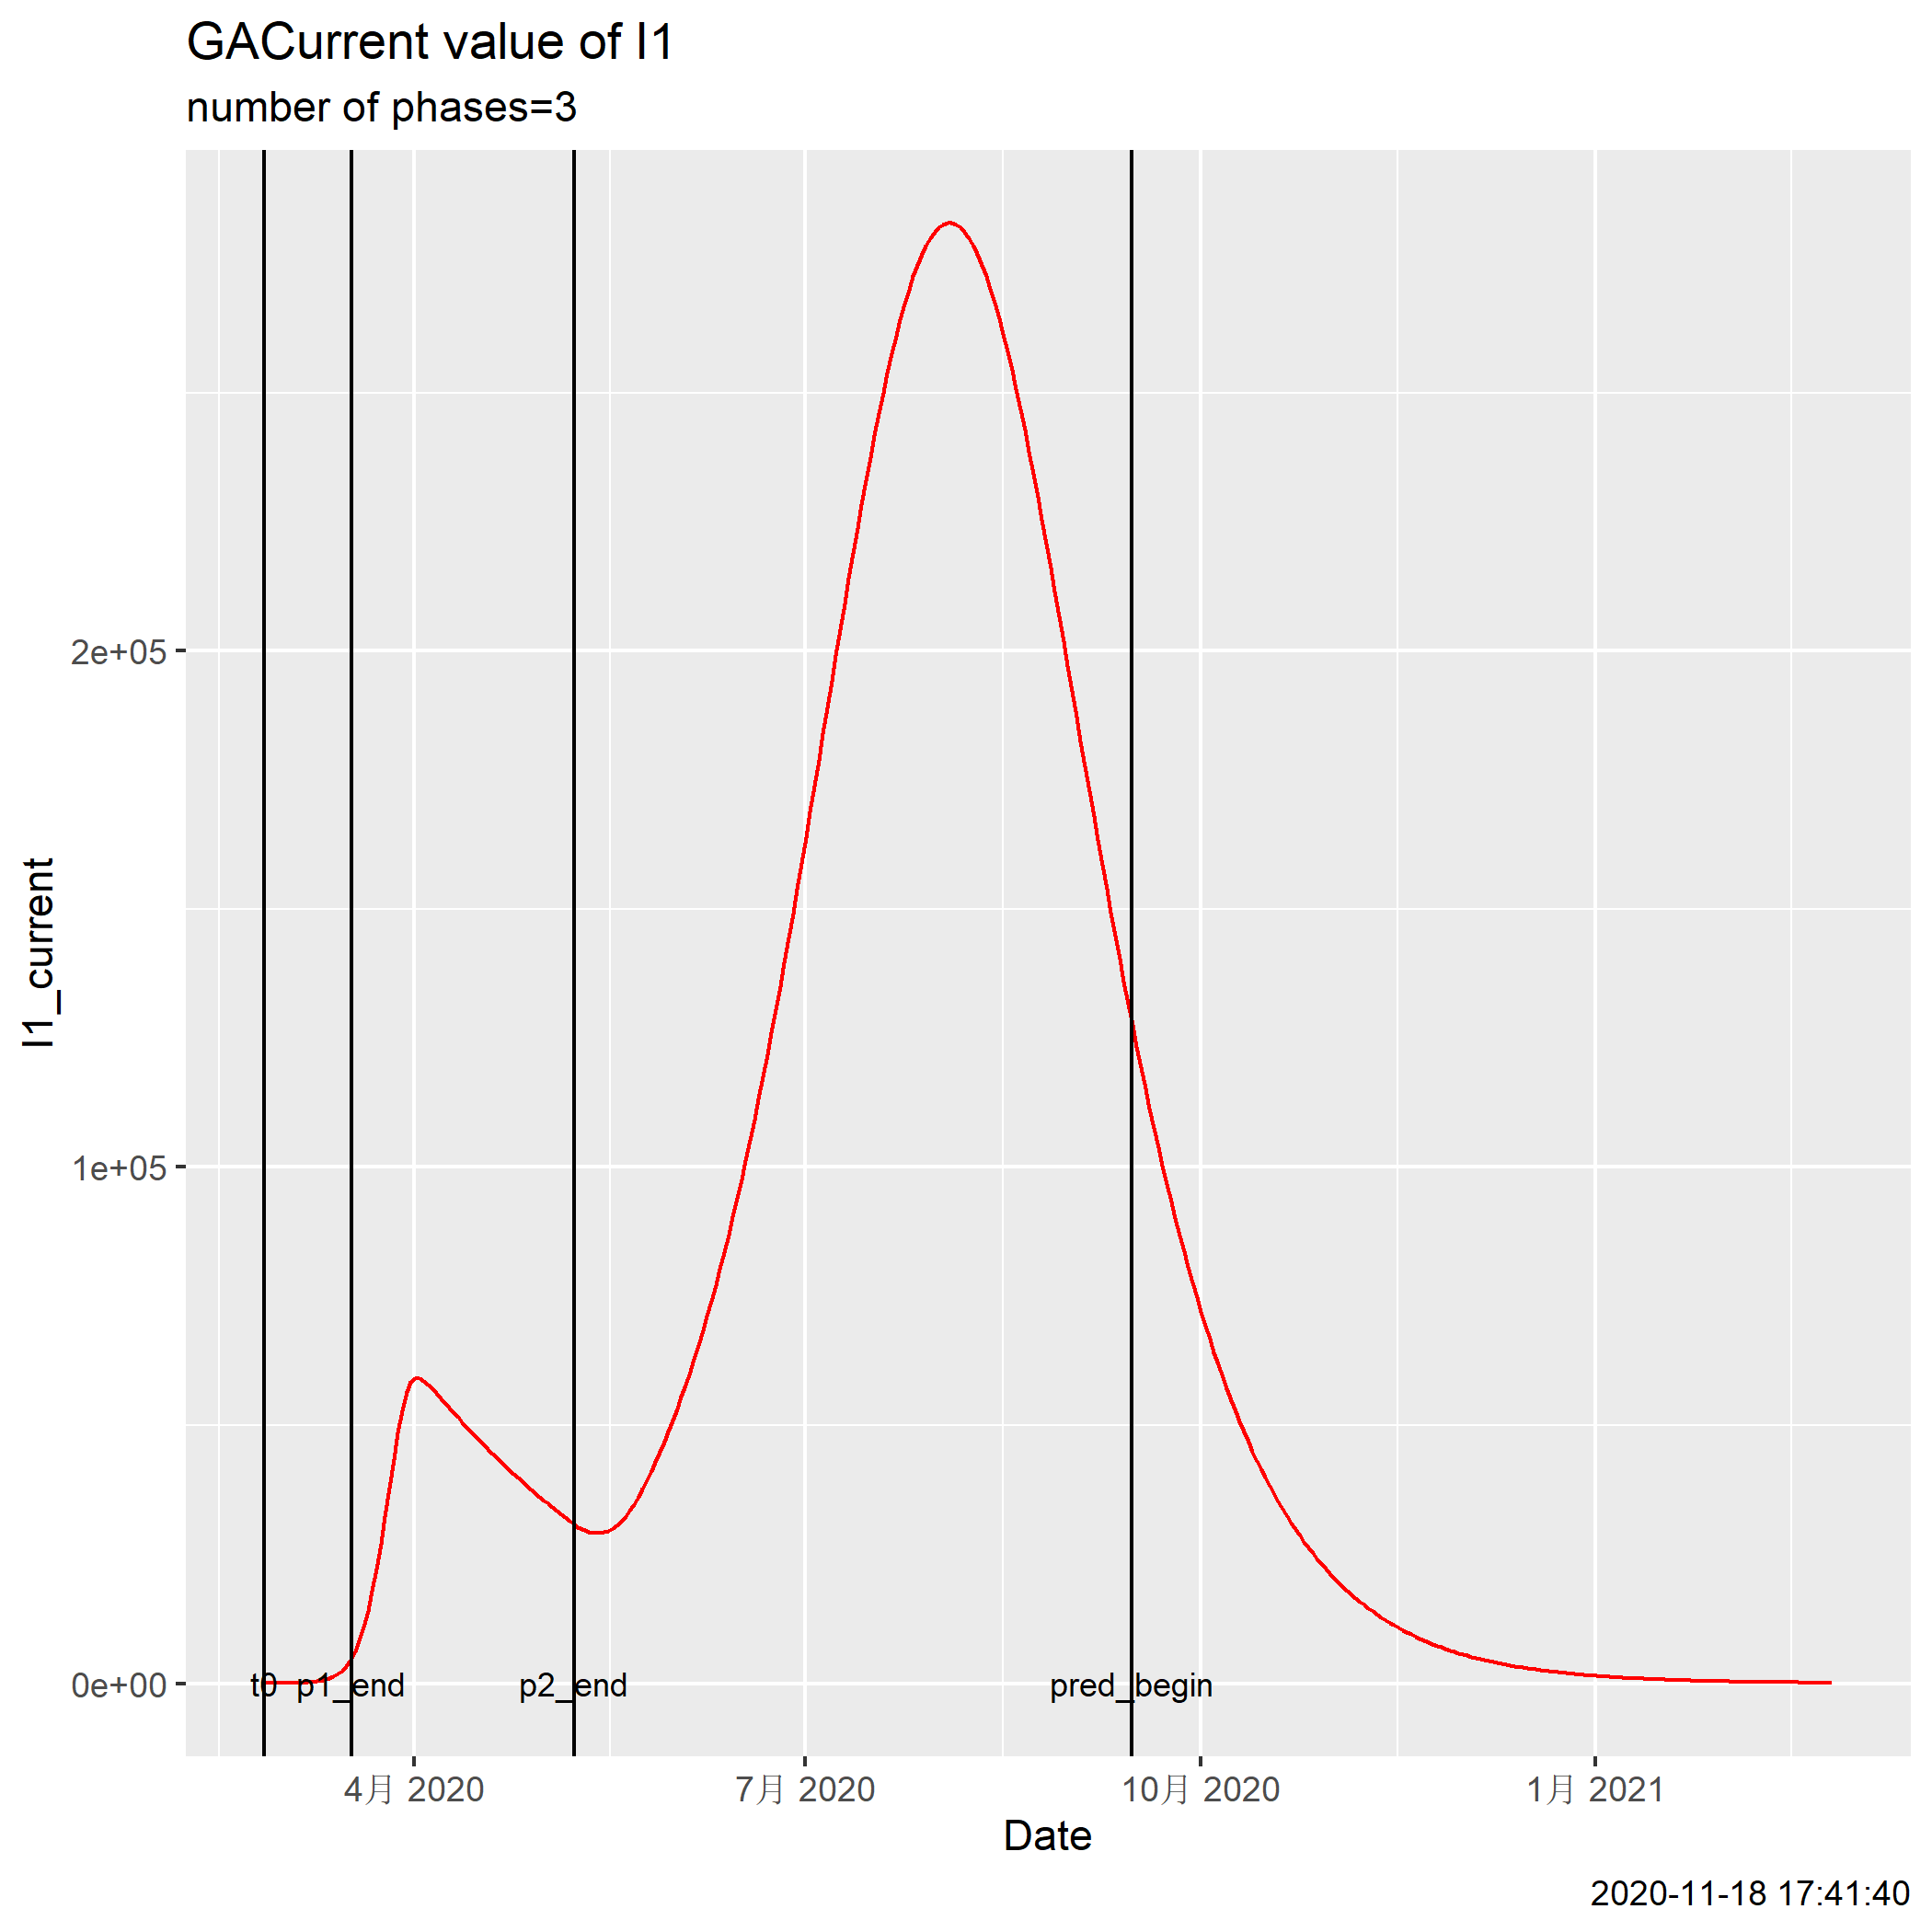 GACurrent value of I1
number of phases=3
I1_current
2e+05
1e+05
0e+00
t0 p1_end p2_end pred_begin
4月 2020 7月 2020 10月 2020 1月 2021
Date
2020-11-18 17:41:40